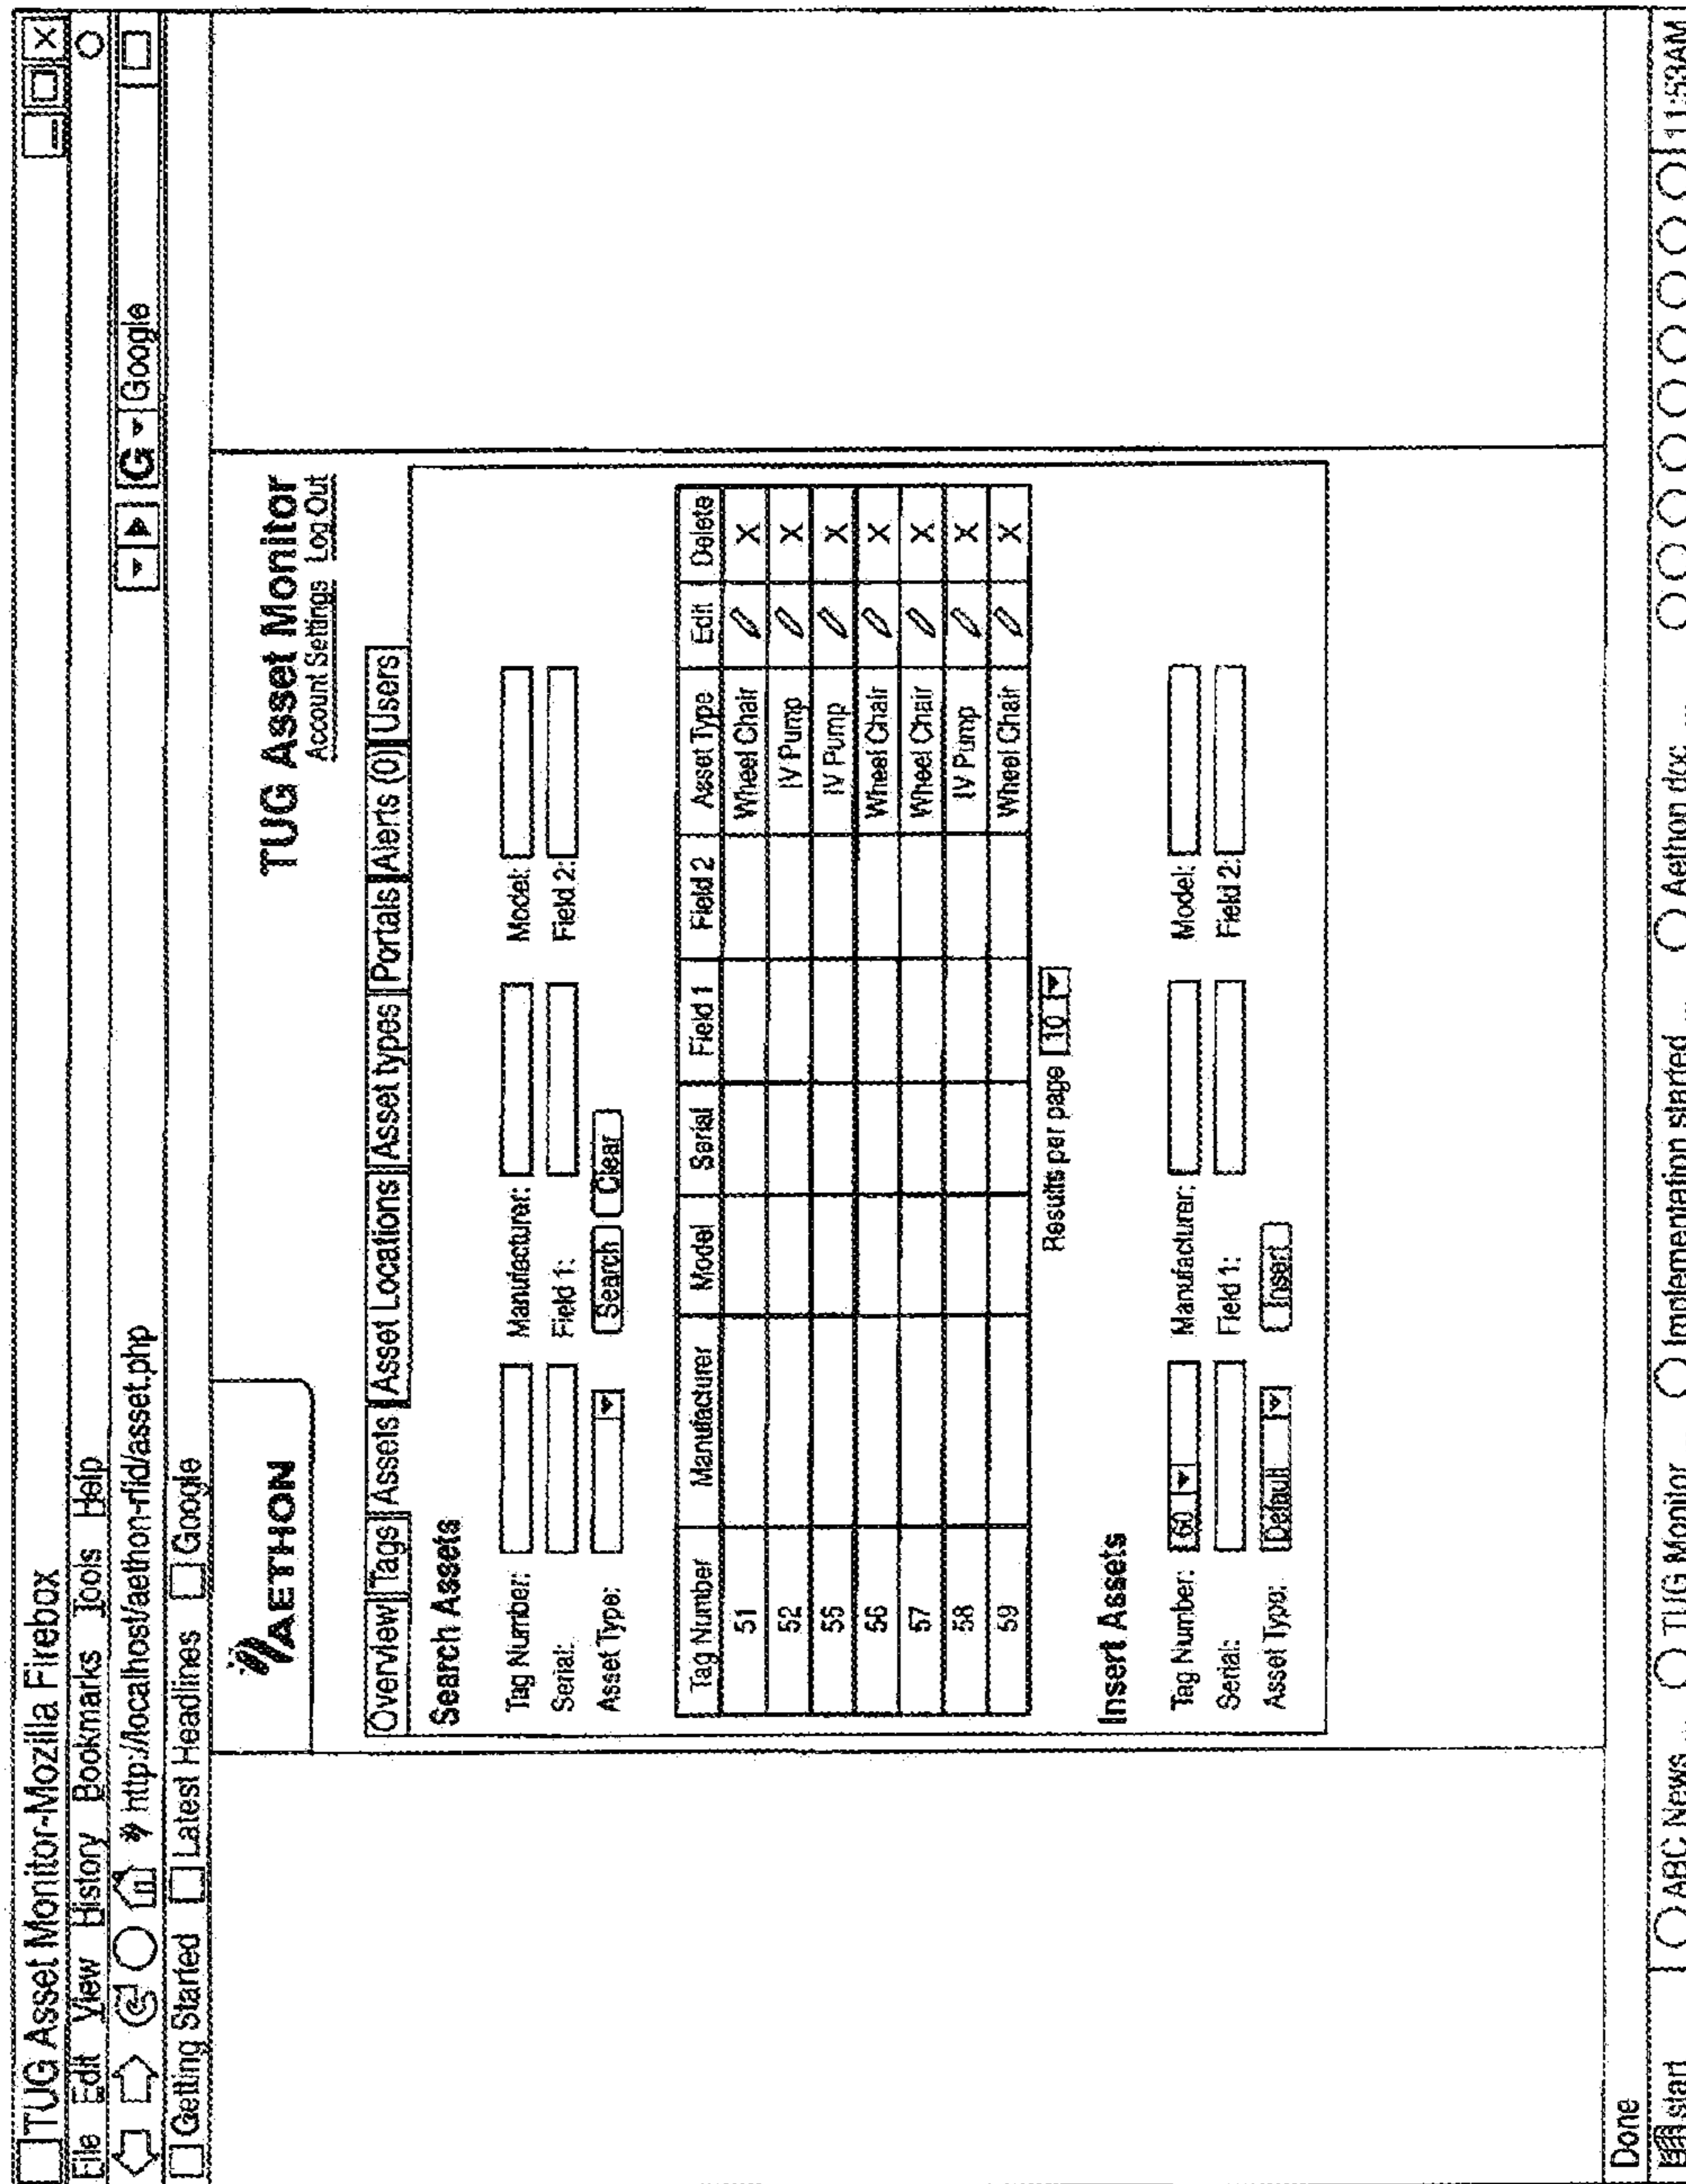 TUG Asset Monitor-Mozilla Firebox
File Edit View History Bookmarks Tools Help
http://localhost/aethon-rfid/asset.php G Google
Getting Started Latest Headlines Google
AETHON
TUG Asset Monitor
Account Settings Log Out
Overview Tags Assets Asset Locations Asset types Portals Alerts (0) Users
Search Assets
Tag Number: Manufacturer: Model:
Serial: Field 1: Field 2:
Asset Type: Search Clear
Tag Number Manufacturer Model Serial Field 1 Field 2 Asset Type Edit Delete
51 Wheel Chair X
52 IV Pump X
55 IV Pump X
56 Wheel Chair X
57 Wheel Chair X
58 IV Pump X
59 Wheel Chair X
Results per page 10
Insert Assets
Tag Number: 60 Manufacturer: Model:
Serial: Field 1: Field 2:
Asset Type: Default Insert
Done
start ABC News ... TUG Monitor Implementation started ... Aethon doc ... 11:53AM